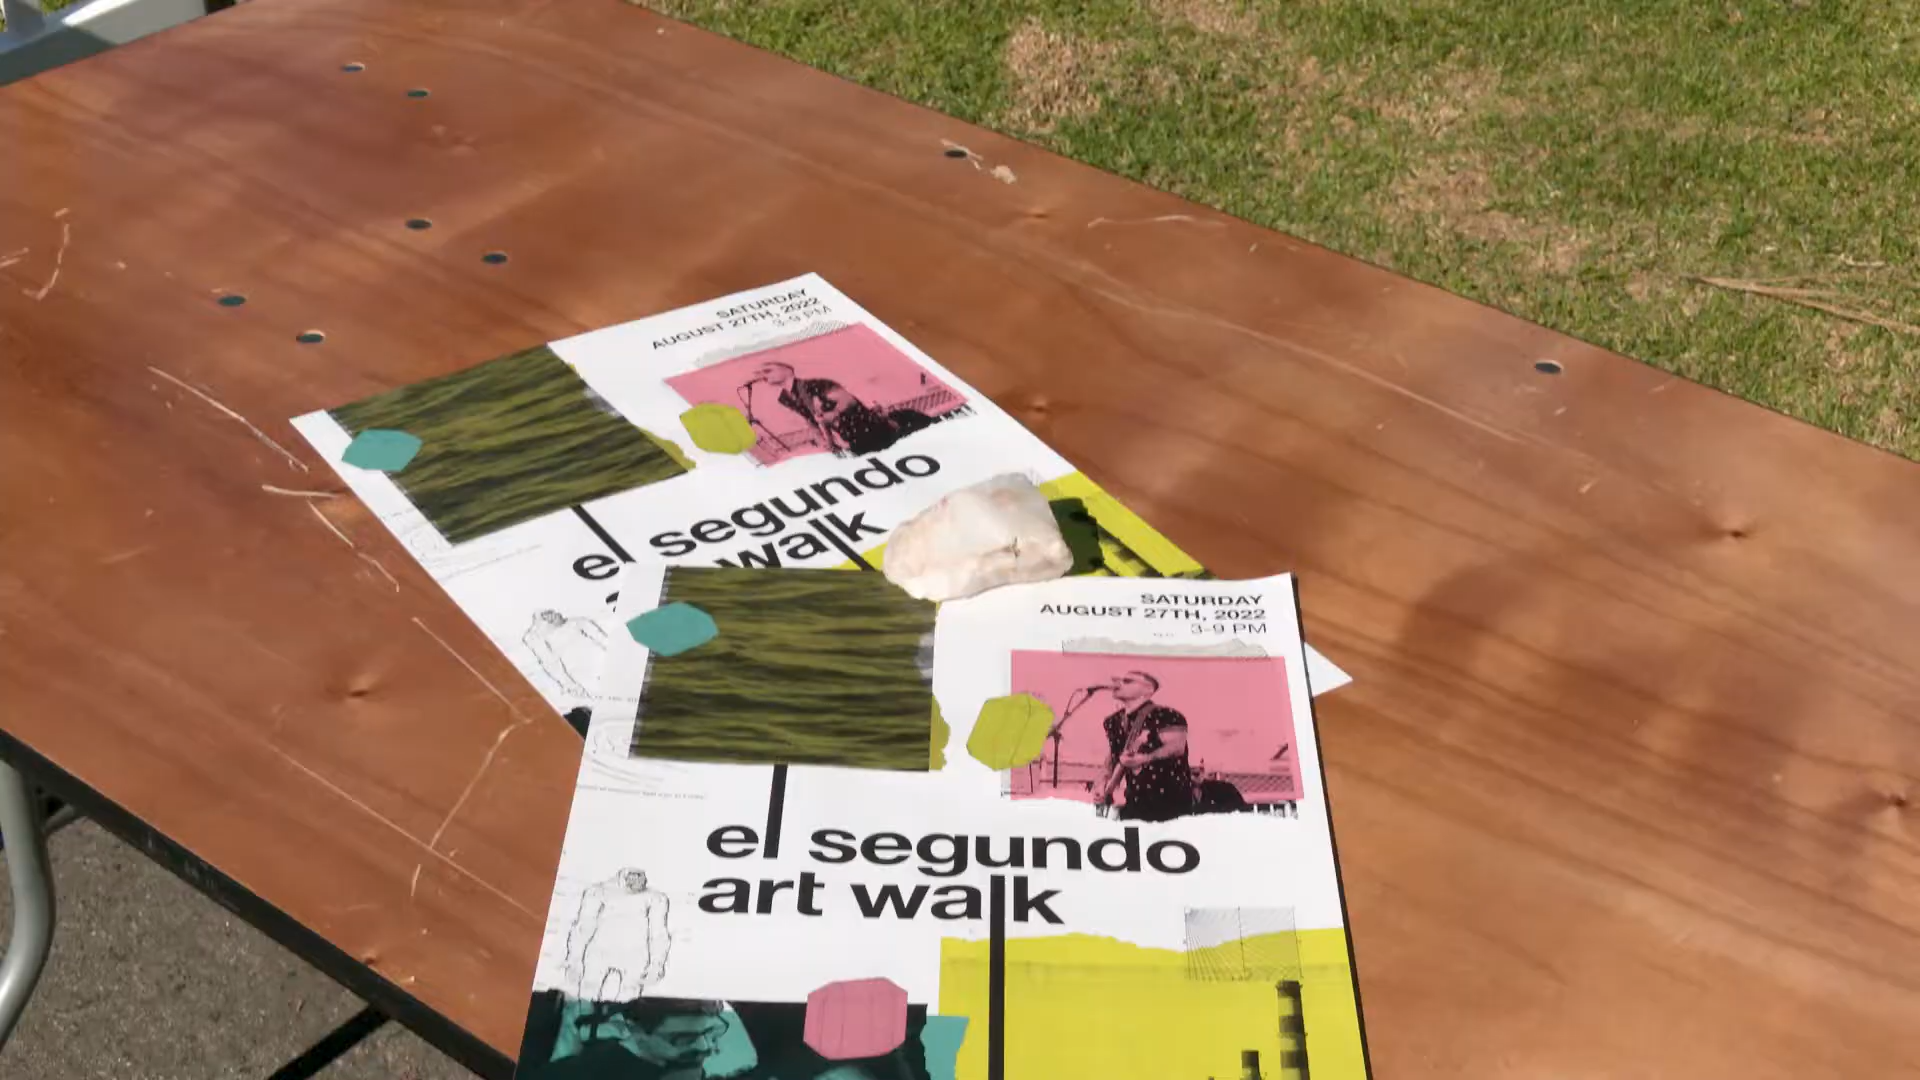 SATURDAY
AUGUST 27TH, 2022
3-9 PM
el segundo
walk
SATURDAY
AUGUST 27TH, 2022
3-9 PM
el segundo
art walk